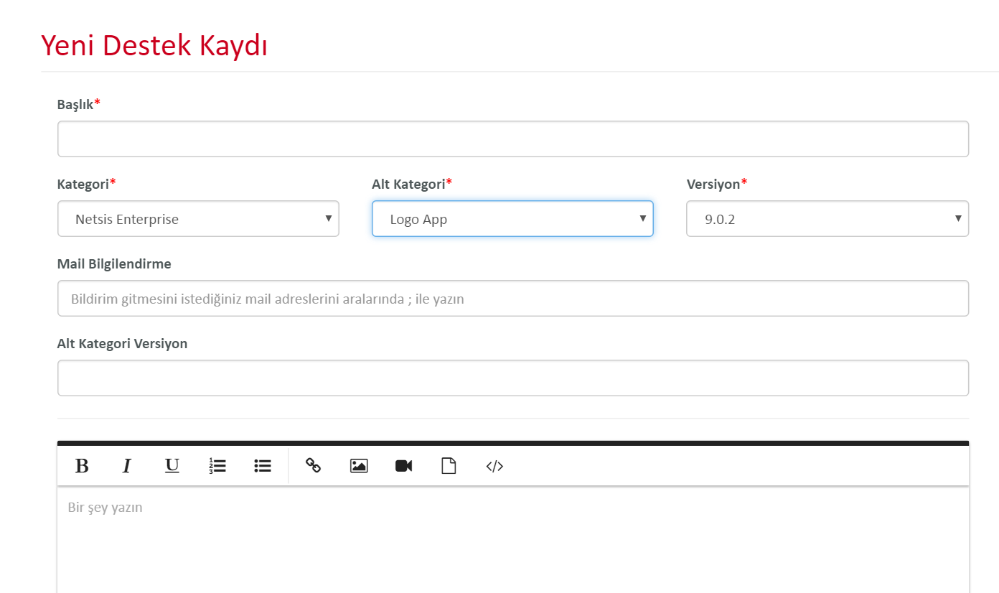 Yeni Destek Kaydı
Başlık*
Kategori* Alt Kategori* Versiyon*
Netsis Enterprise Logo App 9.0.2
Mail Bilgilendirme
Bildirim gitmesini istediğiniz mail adreslerini aralarında ; ile yazın
Alt Kategori Versiyon
B I U
Bir şey yazın